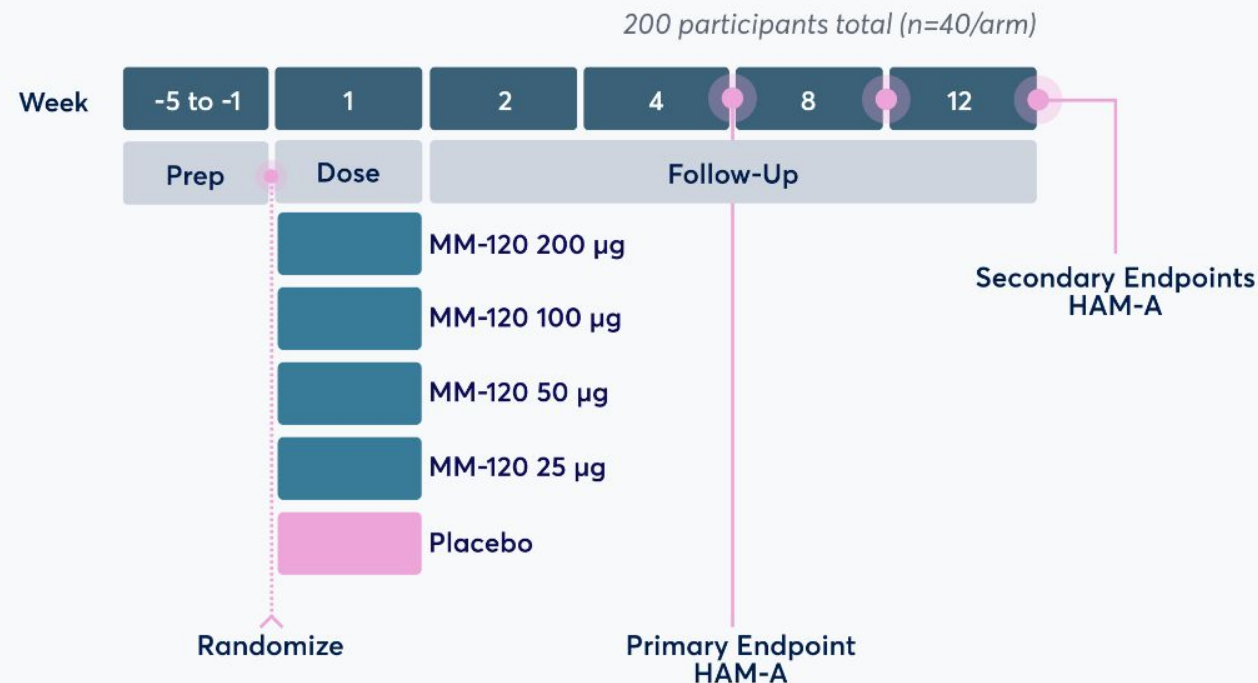 200 participants total (n=40/arm)
Week -5 to -1 1 2 4 8 12
Prep Dose Follow-Up
MM-120 200 µg
MM-120 100 µg
MM-120 50 µg
MM-120 25 µg
Placebo
Secondary Endpoints
HAM-A
Randomize
Primary Endpoint
HAM-A